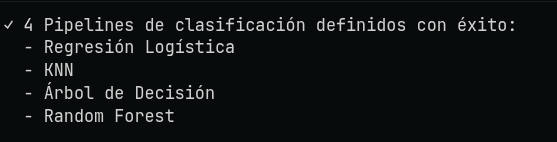 ✓ 4 Pipelines de clasificación definidos con éxito:
- Regresión Logística
- KNN
- Árbol de Decisión
- Random Forest